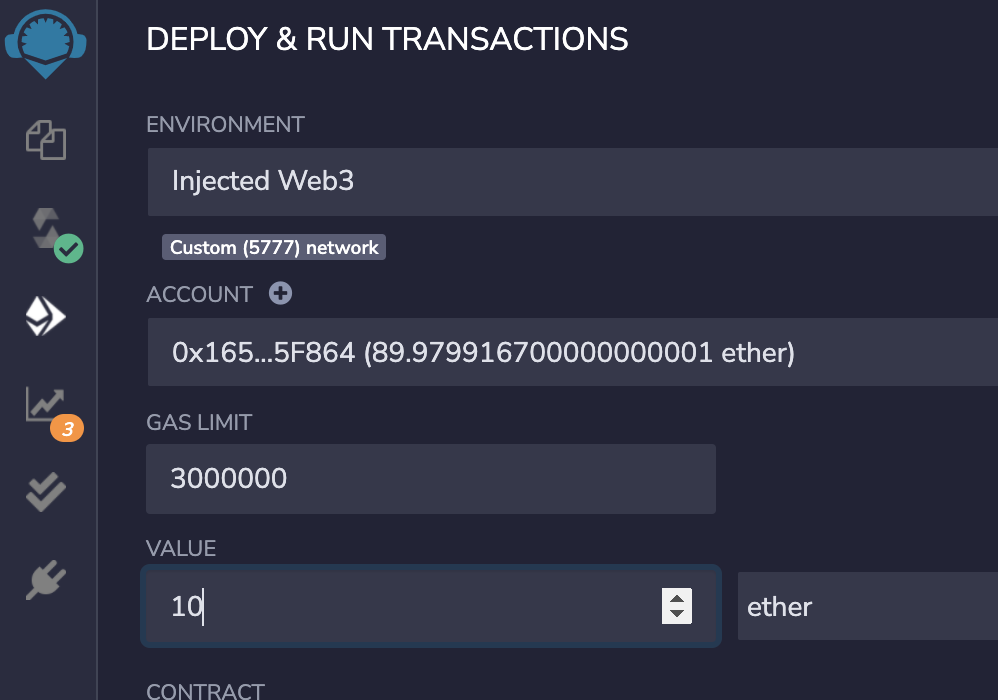 DEPLOY & RUN TRANSACTIONS
ENVIRONMENT
Injected Web3
Custom (5777) network
ACCOUNT
0x165...5F864 (89.979916700000000001 ether)
3
GAS LIMIT
3000000
VALUE
10 ether
CONTRACT